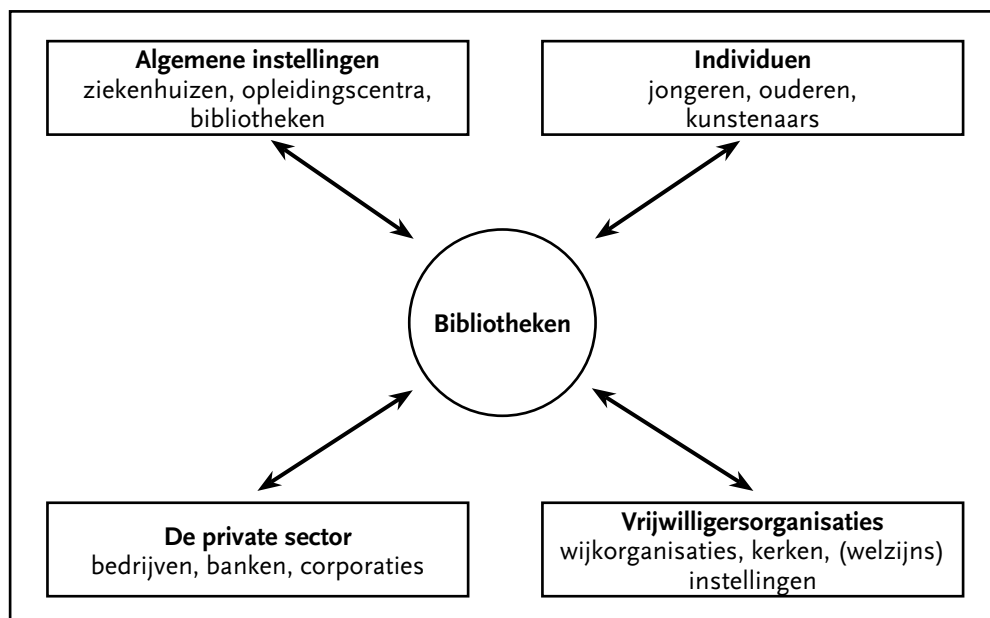 Algemene instellingen
ziekenhuizen, opleidingscentra,
bibliotheken
Individuen
jongeren, ouderen,
kunstenaars
Bibliotheken
De private sector
bedrijven, banken, corporaties
Vrijwilligersorganisaties
wijkorganisaties, kerken, (welzijns)
instellingen